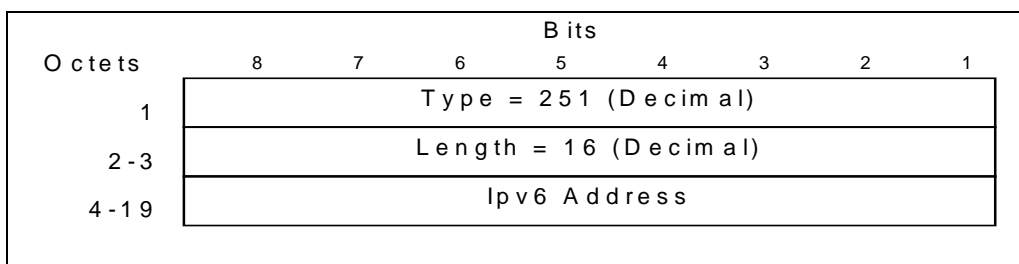 Bits
Octets 8 7 6 5 4 3 2 1
1 Type = 251 (Decimal)
2-3 Length = 16 (Decimal)
4-19 Ipv6 Address